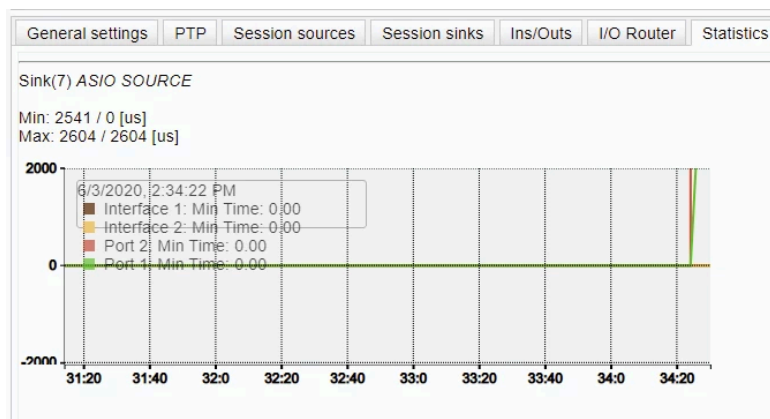 General settings PTP Session sources Session sinks Ins/Outs I/O Router Statistics
Sink(7) ASIO SOURCE
Min: 2541 / 0 [us]
Max: 2604 / 2604 [us]
2000
6/3/2020, 2:34:22 PM
Interface 1: Min Time: 0.00
Interface 2: Min Time: 0.00
Port 2: Min Time: 0.00
0
Port 1: Min Time: 0.00
-2000
31:20 31:40 32:0 32:20 32:40 33:0 33:20 33:40 34:0 34:20